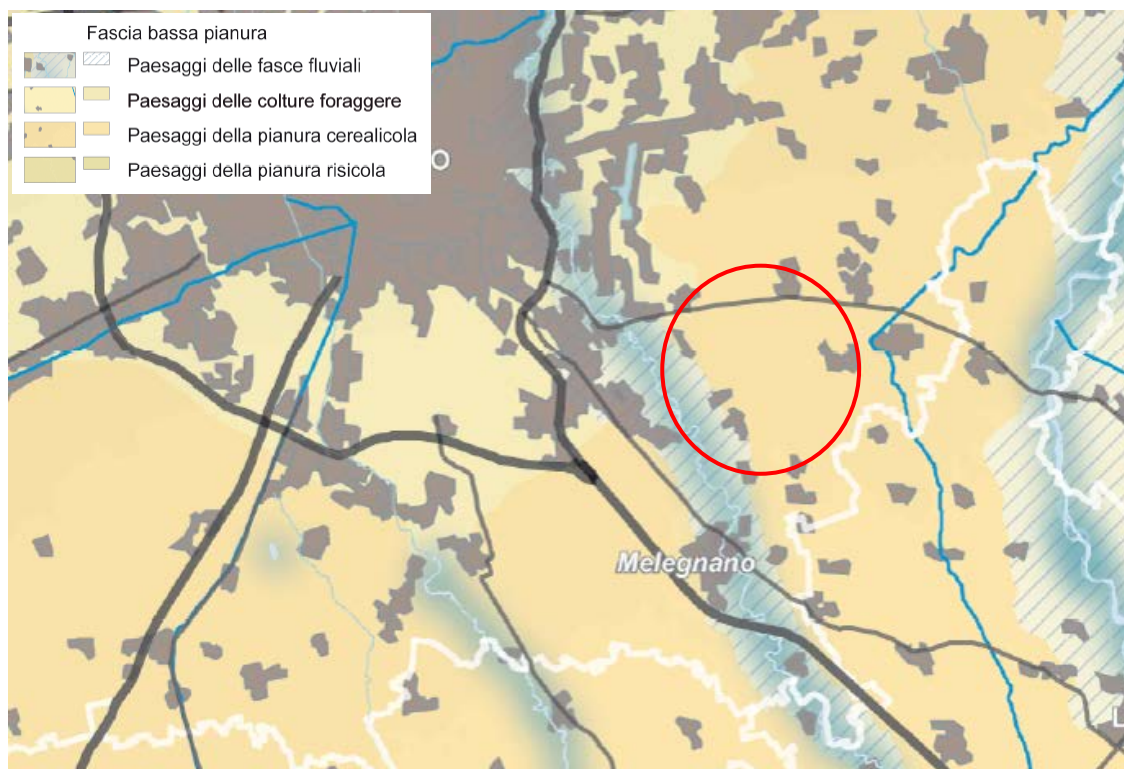 Fascia bassa pianura
Paesaggi delle fasce fluviali
Paesaggi delle colture foraggere
Paesaggi della pianura cerealicola
Paesaggi della pianura risicola
O
Melegnano
L